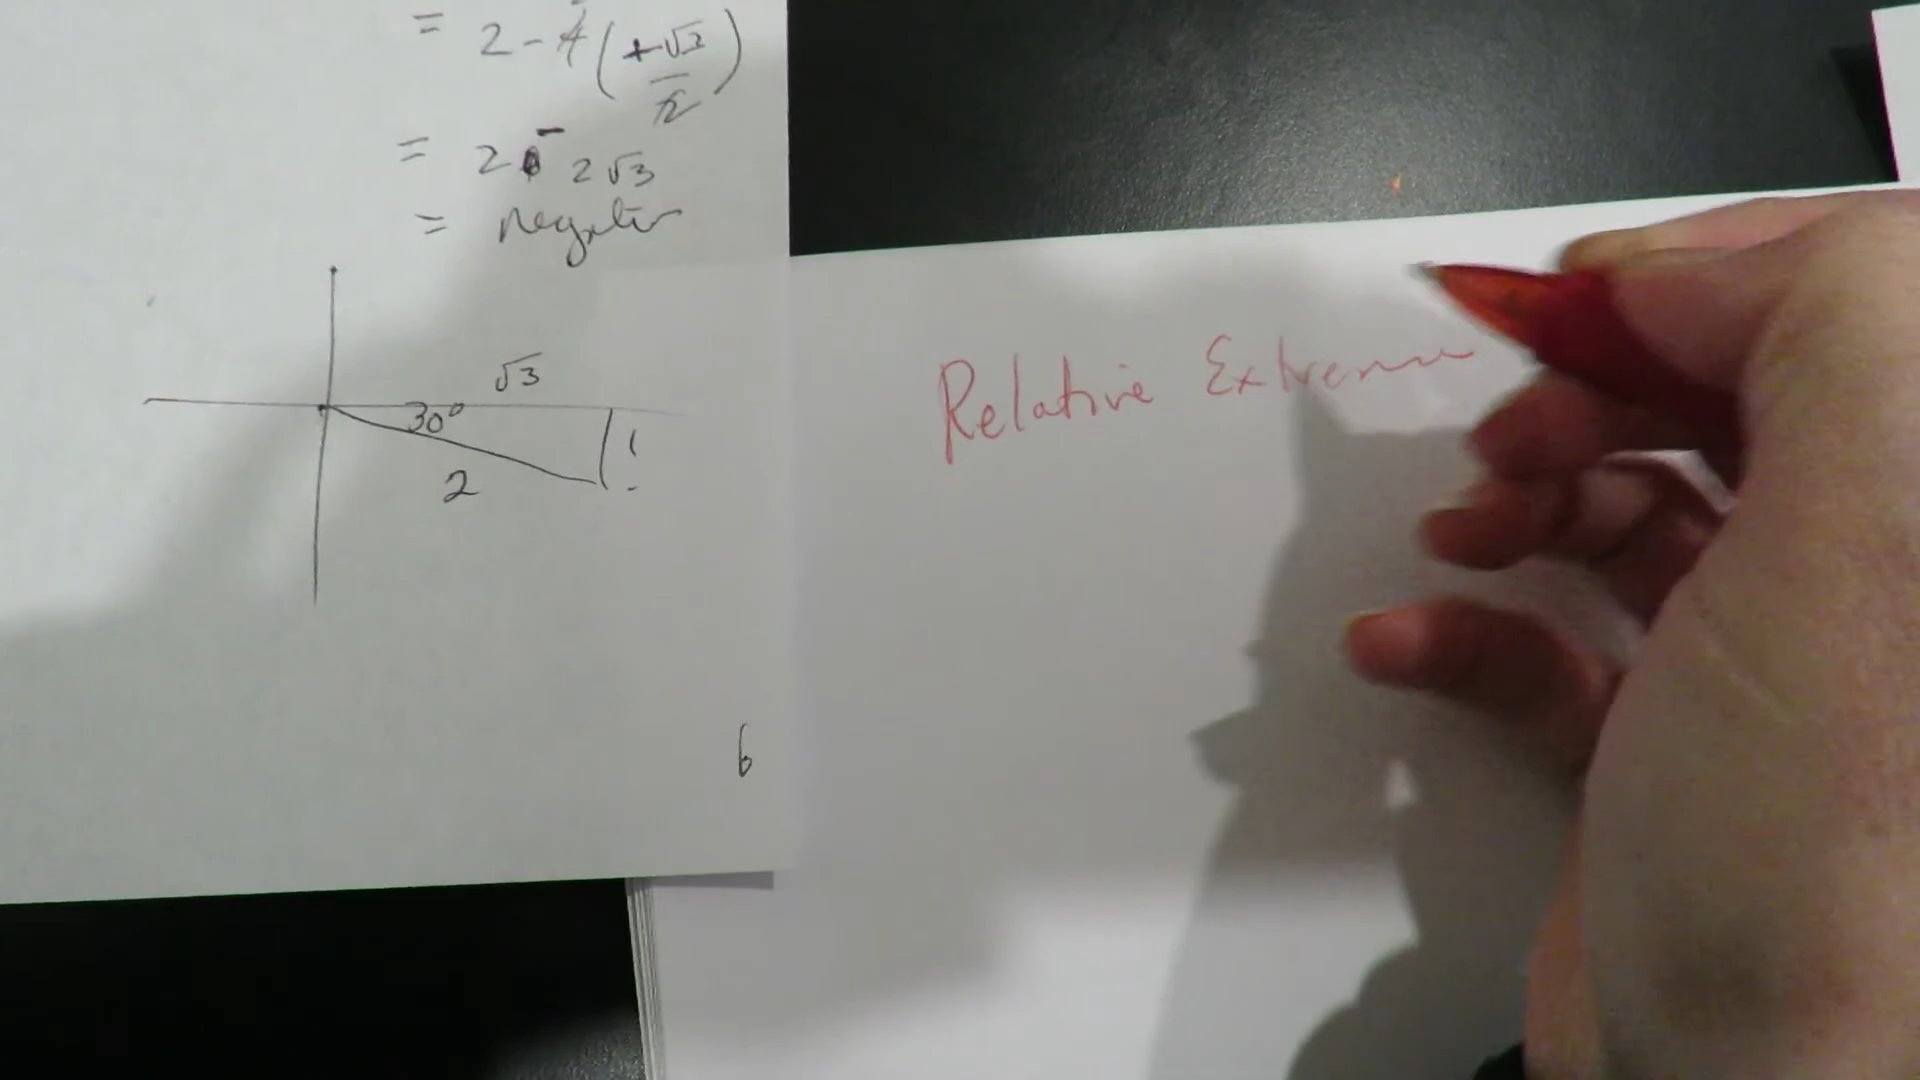 = 2 - 4 (+√3/2)
= 2 - 2√3
= negative
√3
30°
1
2
6
Relative Extrema